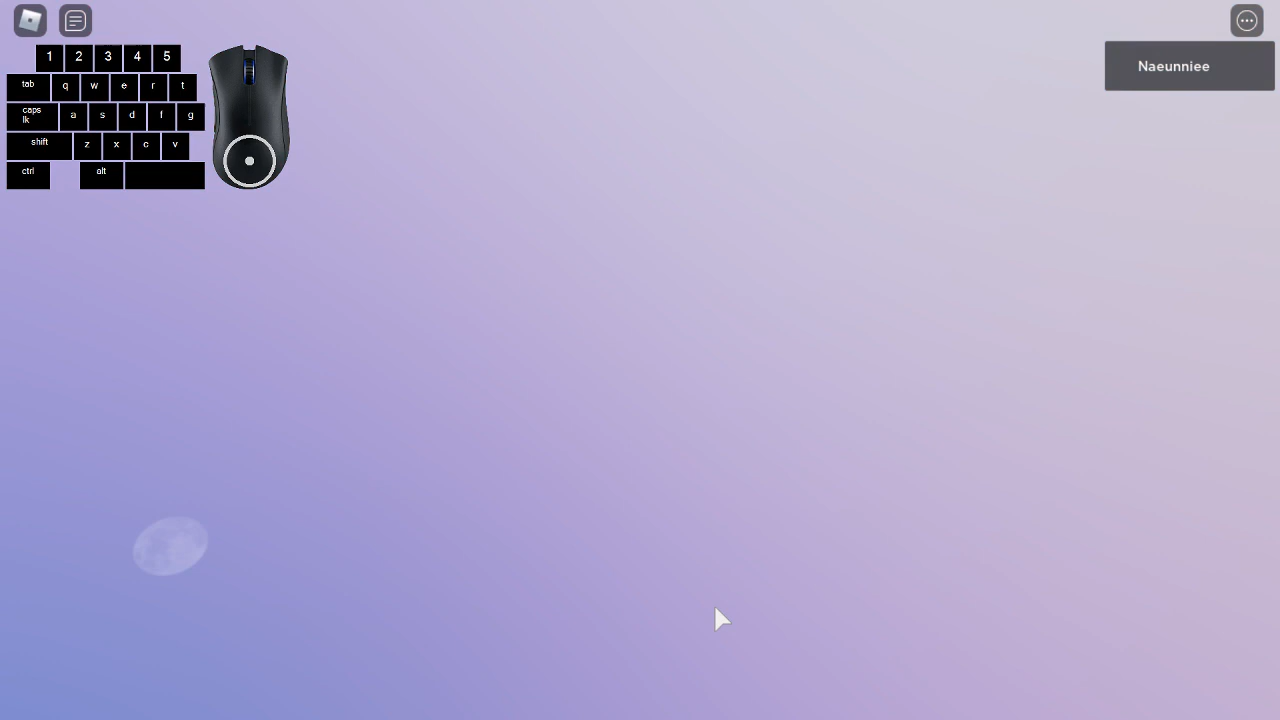 1 2 3 4 5
Naeunniee
tab q w e r t
caps
lk a s d f g
shift z x c v
ctrl alt